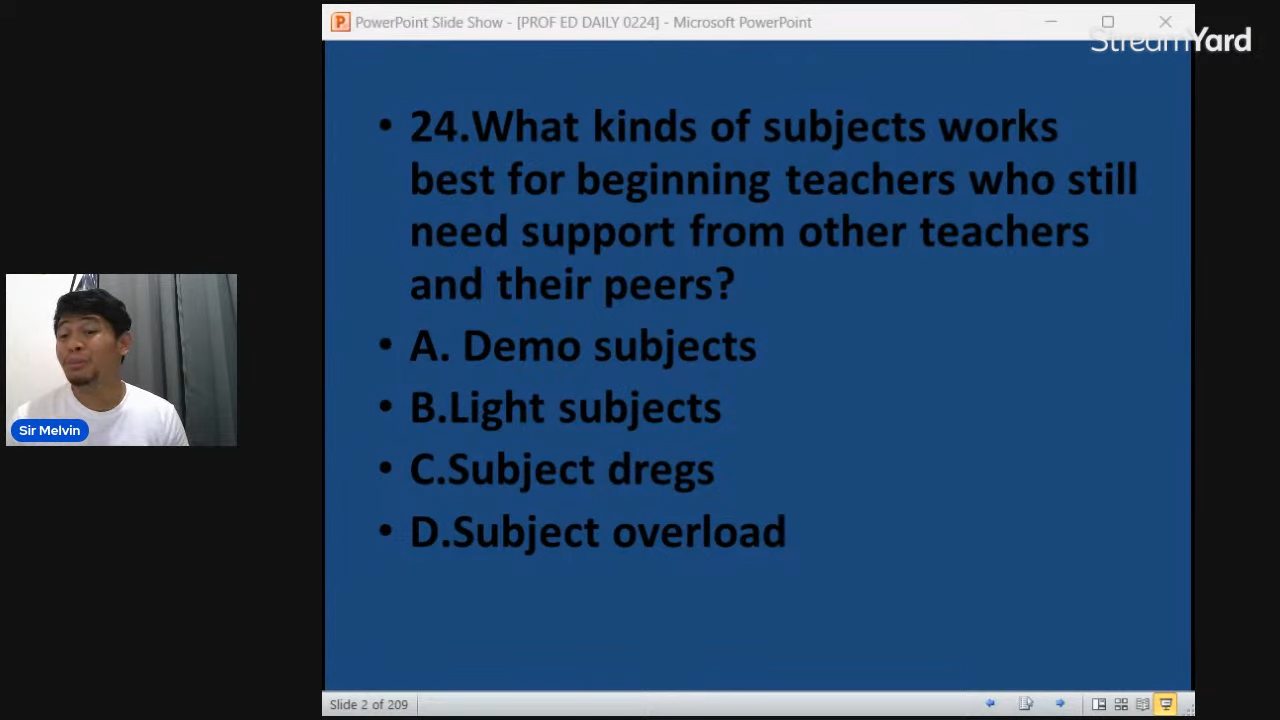 PowerPoint Slide Show - [PROF ED DAILY 0224] - Microsoft PowerPoint
StreamYard
• 24.What kinds of subjects works
best for beginning teachers who still
need support from other teachers
and their peers?
• A. Demo subjects
• B.Light subjects
• C.Subject dregs
• D.Subject overload
Sir Melvin
Slide 2 of 209